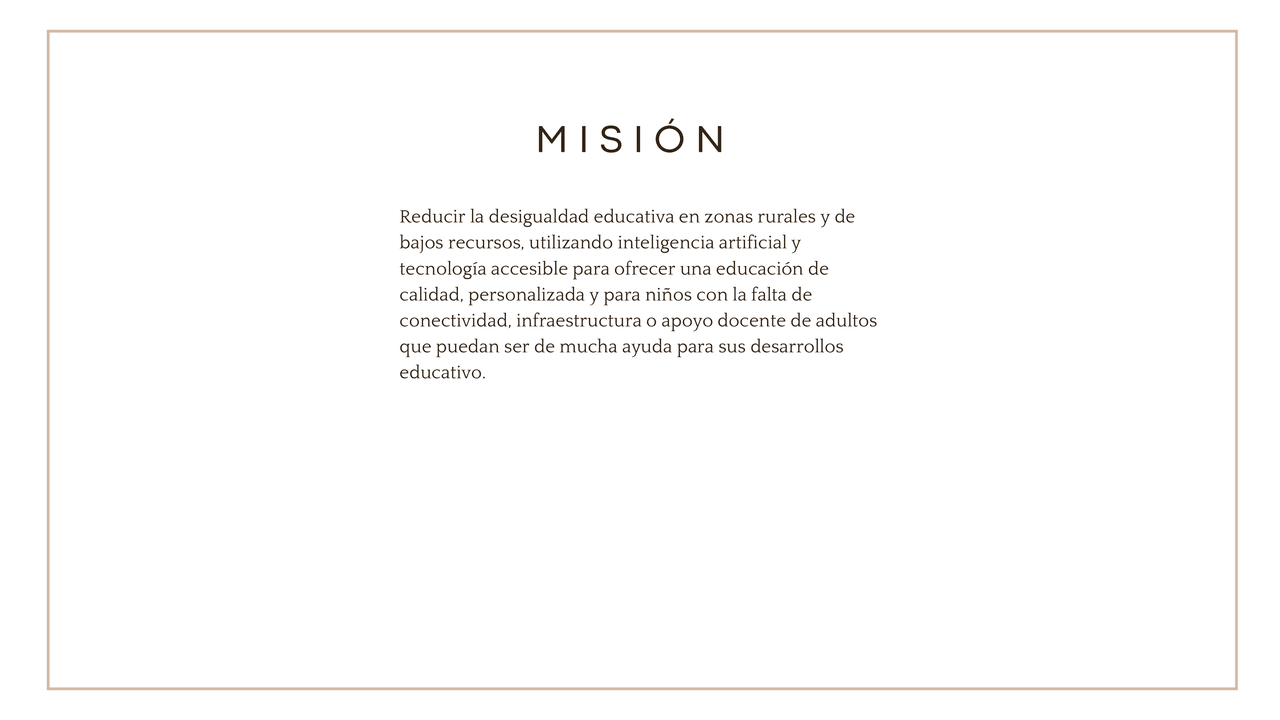 MISIÓN
Reducir la desigualdad educativa en zonas rurales y de
bajos recursos, utilizando inteligencia artificial y
tecnología accesible para ofrecer una educación de
calidad, personalizada y para niños con la falta de
conectividad, infraestructura o apoyo docente de adultos
que puedan ser de mucha ayuda para sus desarrollos
educativo.